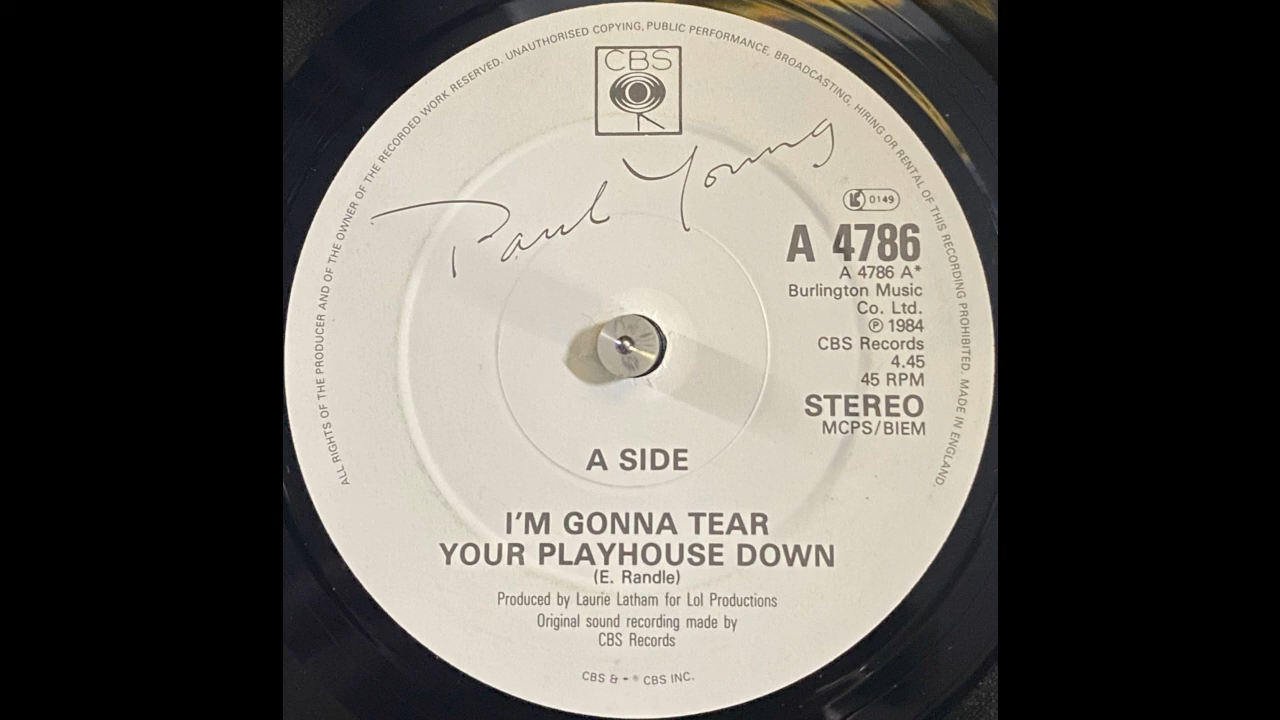 ALL RIGHTS OF THE PRODUCER AND OF THE OWNER OF THE RECORDED WORK RESERVED. UNAUTHORISED COPYING, PUBLIC PERFORMANCE, BROADCASTING, HIRING OR RENTAL OF THIS RECORDING PROHIBITED. MADE IN ENGLAND.
CBS
Paul Young
0149
A 4786
A 4786 A*
Burlington Music
Co. Ltd.
℗ 1984
CBS Records
4.45
45 RPM
STEREO
MCPS/BIEM
A SIDE
I'M GONNA TEAR
YOUR PLAYHOUSE DOWN
(E. Randle)
Produced by Laurie Latham for Lol Productions
Original sound recording made by
CBS Records
CBS & - ® CBS INC.